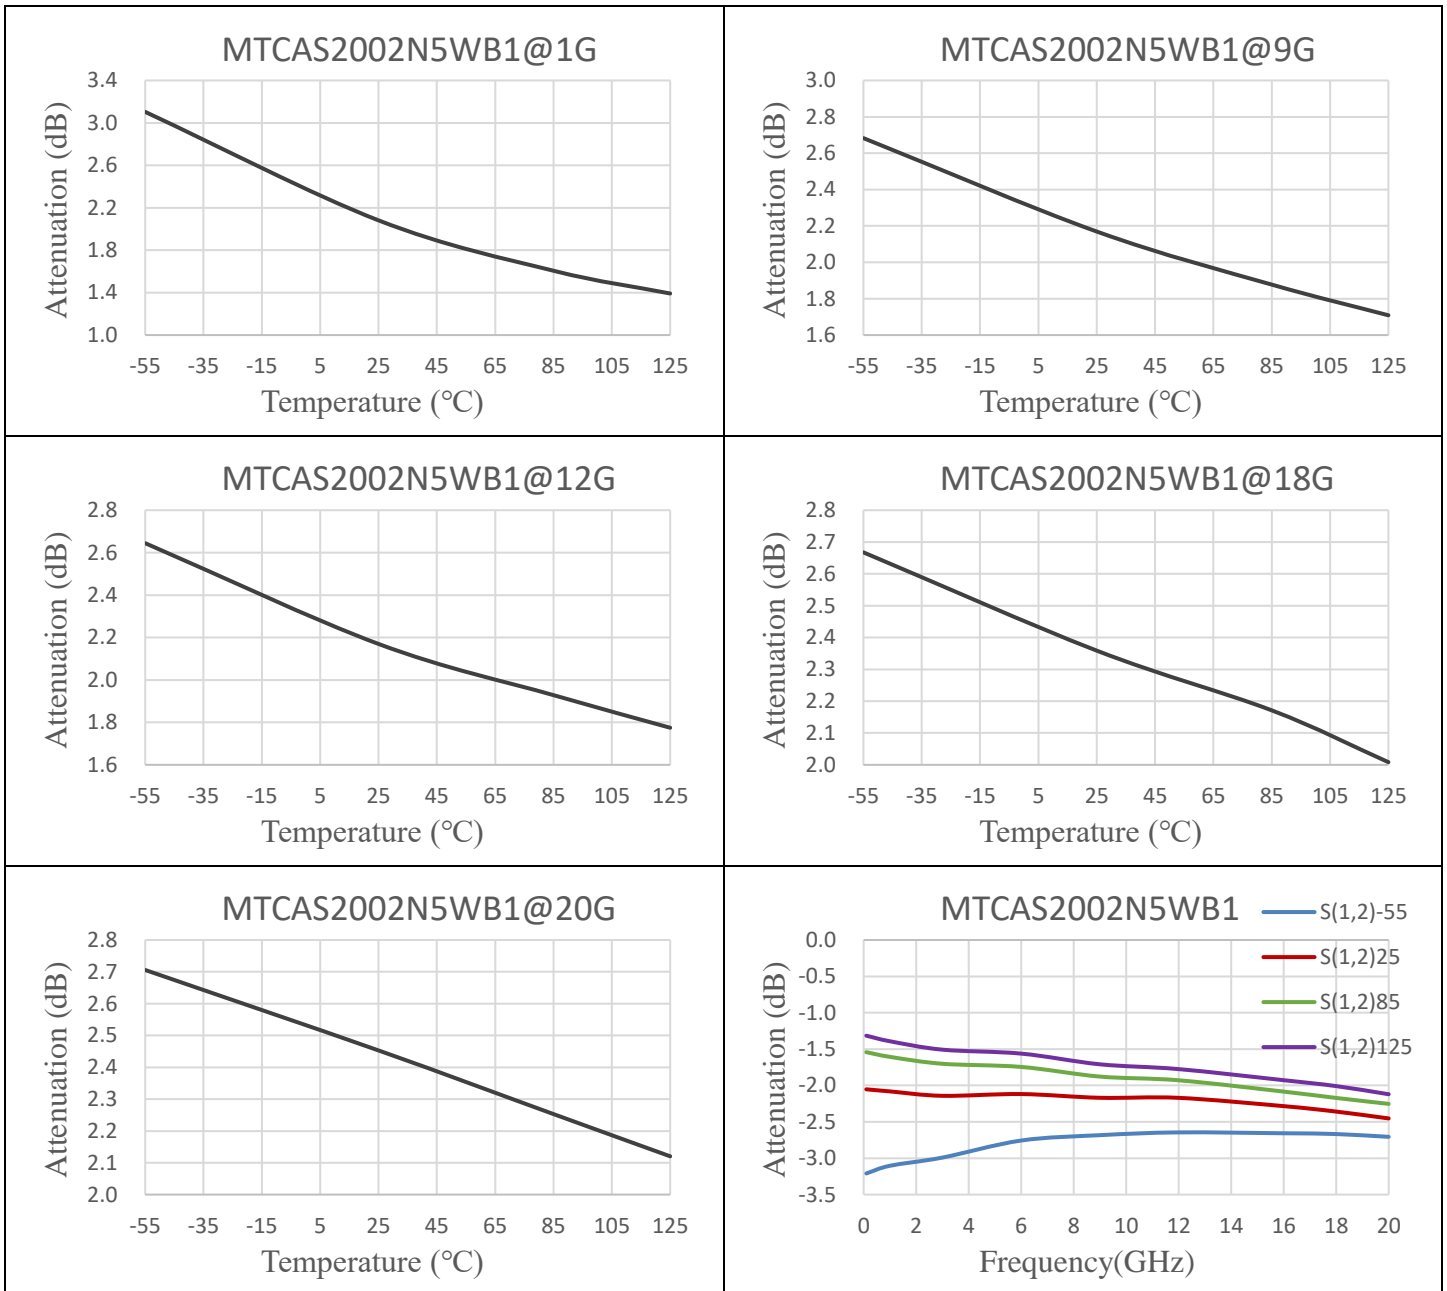 MTCAS2002N5WB1@1G
Attenuation (dB)
3.4
3.0
2.6
2.2
1.8
1.4
1.0
-55 -35 -15 5 25 45 65 85 105 125
Temperature (℃)
MTCAS2002N5WB1@9G
Attenuation (dB)
3.0
2.8
2.6
2.4
2.2
2.0
1.8
1.6
-55 -35 -15 5 25 45 65 85 105 125
Temperature (℃)
MTCAS2002N5WB1@12G
Attenuation (dB)
2.8
2.6
2.4
2.2
2.0
1.8
1.6
-55 -35 -15 5 25 45 65 85 105 125
Temperature (℃)
MTCAS2002N5WB1@18G
Attenuation (dB)
2.8
2.7
2.6
2.5
2.4
2.3
2.2
2.1
2.0
-55 -35 -15 5 25 45 65 85 105 125
Temperature (℃)
MTCAS2002N5WB1@20G
Attenuation (dB)
2.8
2.7
2.6
2.5
2.4
2.3
2.2
2.1
2.0
-55 -35 -15 5 25 45 65 85 105 125
Temperature (℃)
MTCAS2002N5WB1
S(1,2)-55
S(1,2)25
S(1,2)85
S(1,2)125
Attenuation (dB)
0.0
-0.5
-1.0
-1.5
-2.0
-2.5
-3.0
-3.5
0 2 4 6 8 10 12 14 16 18 20
Frequency(GHz)